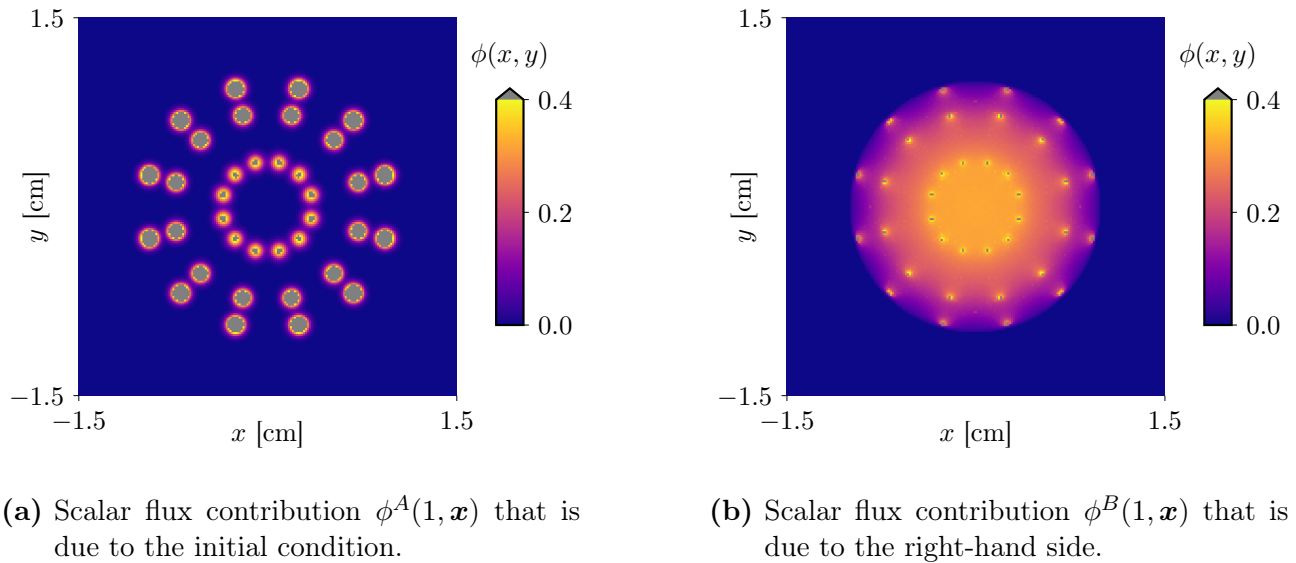 1.5
ϕ(x, y)
0.4
y [cm]
0.2
0.0
−1.5
−1.5
1.5
x [cm]
(a) Scalar flux contribution ϕᴬ(1, x) that is
due to the initial condition.
1.5
ϕ(x, y)
0.4
y [cm]
0.2
0.0
−1.5
−1.5
1.5
x [cm]
(b) Scalar flux contribution ϕᴮ(1, x) that is
due to the right-hand side.